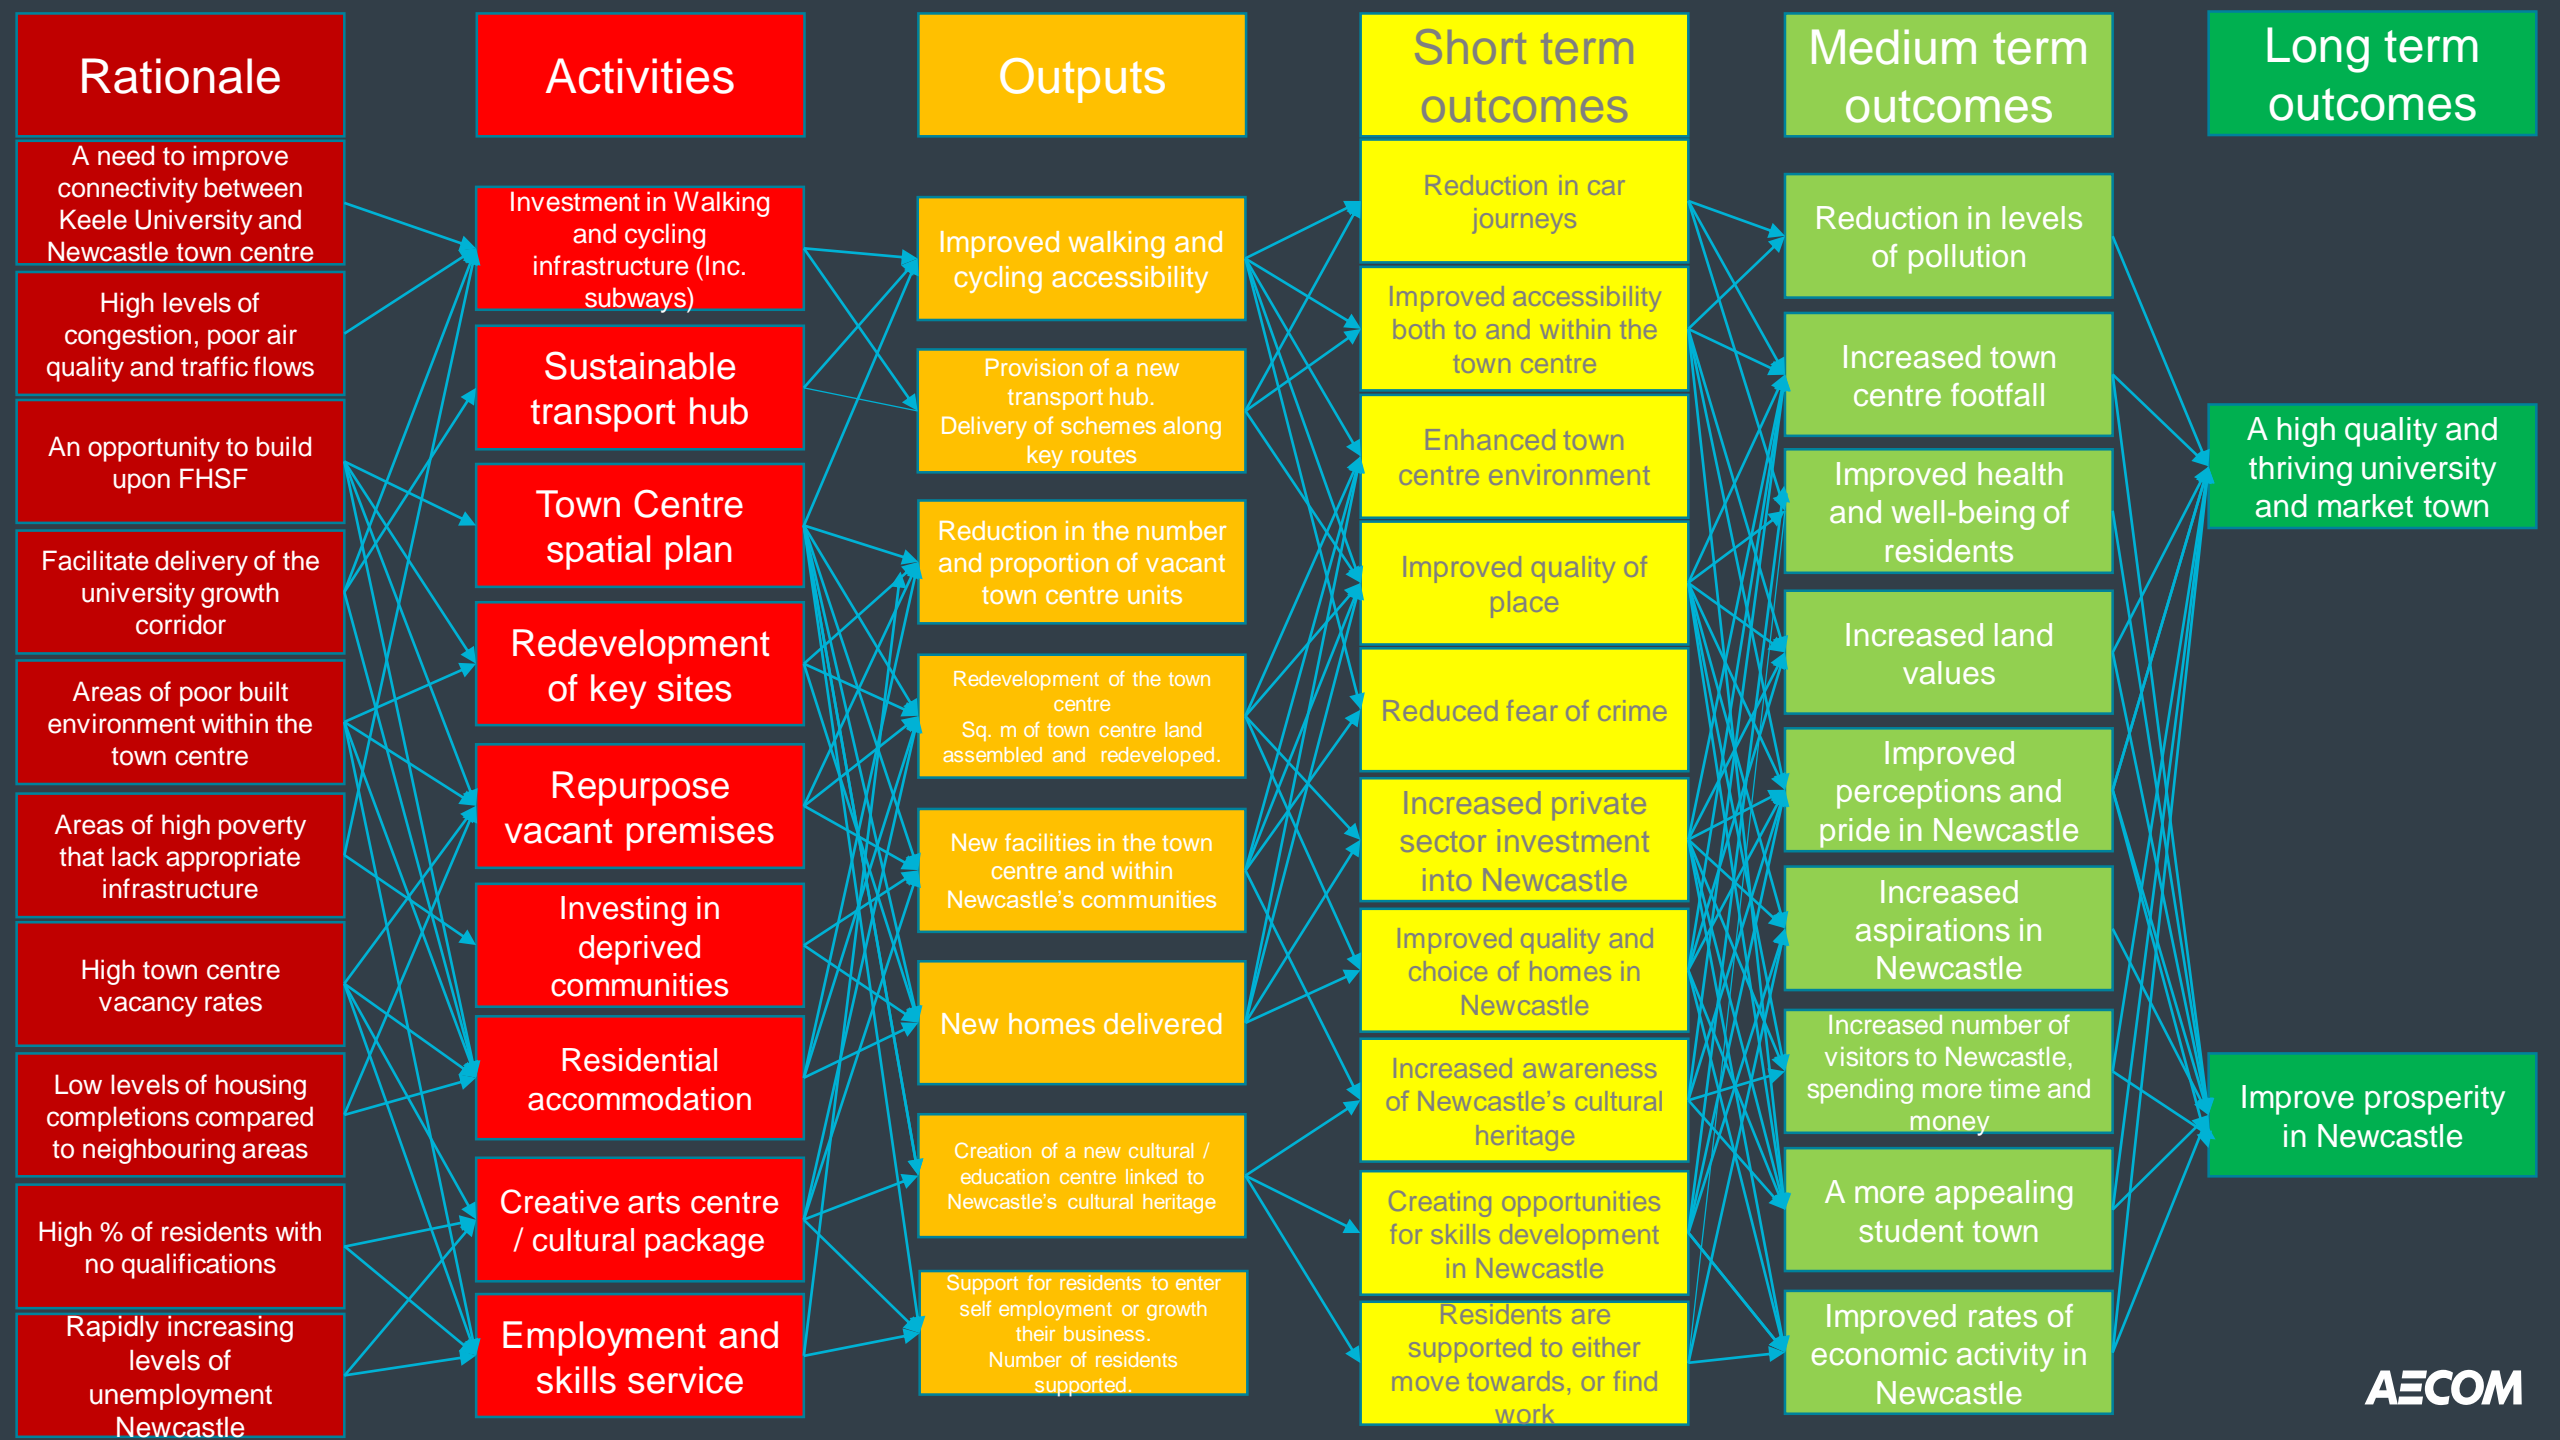 Rationale
A need to improve
connectivity between
Keele University and
Newcastle town centre
High levels of
congestion, poor air
quality and traffic flows
An opportunity to build
upon FHSF
Facilitate delivery of the
university growth
corridor
Areas of poor built
environment within the
town centre
Areas of high poverty
that lack appropriate
infrastructure
High town centre
vacancy rates
Low levels of housing
completions compared
to neighbouring areas
High % of residents with
no qualifications
Rapidly increasing
levels of
unemployment
Newcastle
Activities
Investment in Walking
and cycling
infrastructure (Inc.
subways)
Sustainable
transport hub
Town Centre
spatial plan
Redevelopment
of key sites
Repurpose
vacant premises
Investing in
deprived
communities
Residential
accommodation
Creative arts centre
/ cultural package
Employment and
skills service
Outputs
Improved walking and
cycling accessibility
Provision of a new
transport hub.
Delivery of schemes along
key routes
Reduction in the number
and proportion of vacant
town centre units
Redevelopment of the town
centre
Sq. m of town centre land
assembled and redeveloped.
New facilities in the town
centre and within
Newcastle's communities
New homes delivered
Creation of a new cultural /
education centre linked to
Newcastle's cultural heritage
Support for residents to enter
self employment or growth
their business.
Number of residents
supported.
Short term
outcomes
Reduction in car
journeys
Improved accessibility
both to and within the
town centre
Enhanced town
centre environment
Improved quality of
place
Reduced fear of crime
Increased private
sector investment
into Newcastle
Improved quality and
choice of homes in
Newcastle
Increased awareness
of Newcastle's cultural
heritage
Creating opportunities
for skills development
in Newcastle
Residents are
supported to either
move towards, or find
work
Medium term
outcomes
Reduction in levels
of pollution
Increased town
centre footfall
Improved health
and well-being of
residents
Increased land
values
Improved
perceptions and
pride in Newcastle
Increased
aspirations in
Newcastle
Increased number of
visitors to Newcastle,
spending more time and
money
A more appealing
student town
Improved rates of
economic activity in
Newcastle
Long term
outcomes
A high quality and
thriving university
and market town
Improve prosperity
in Newcastle
AECOM